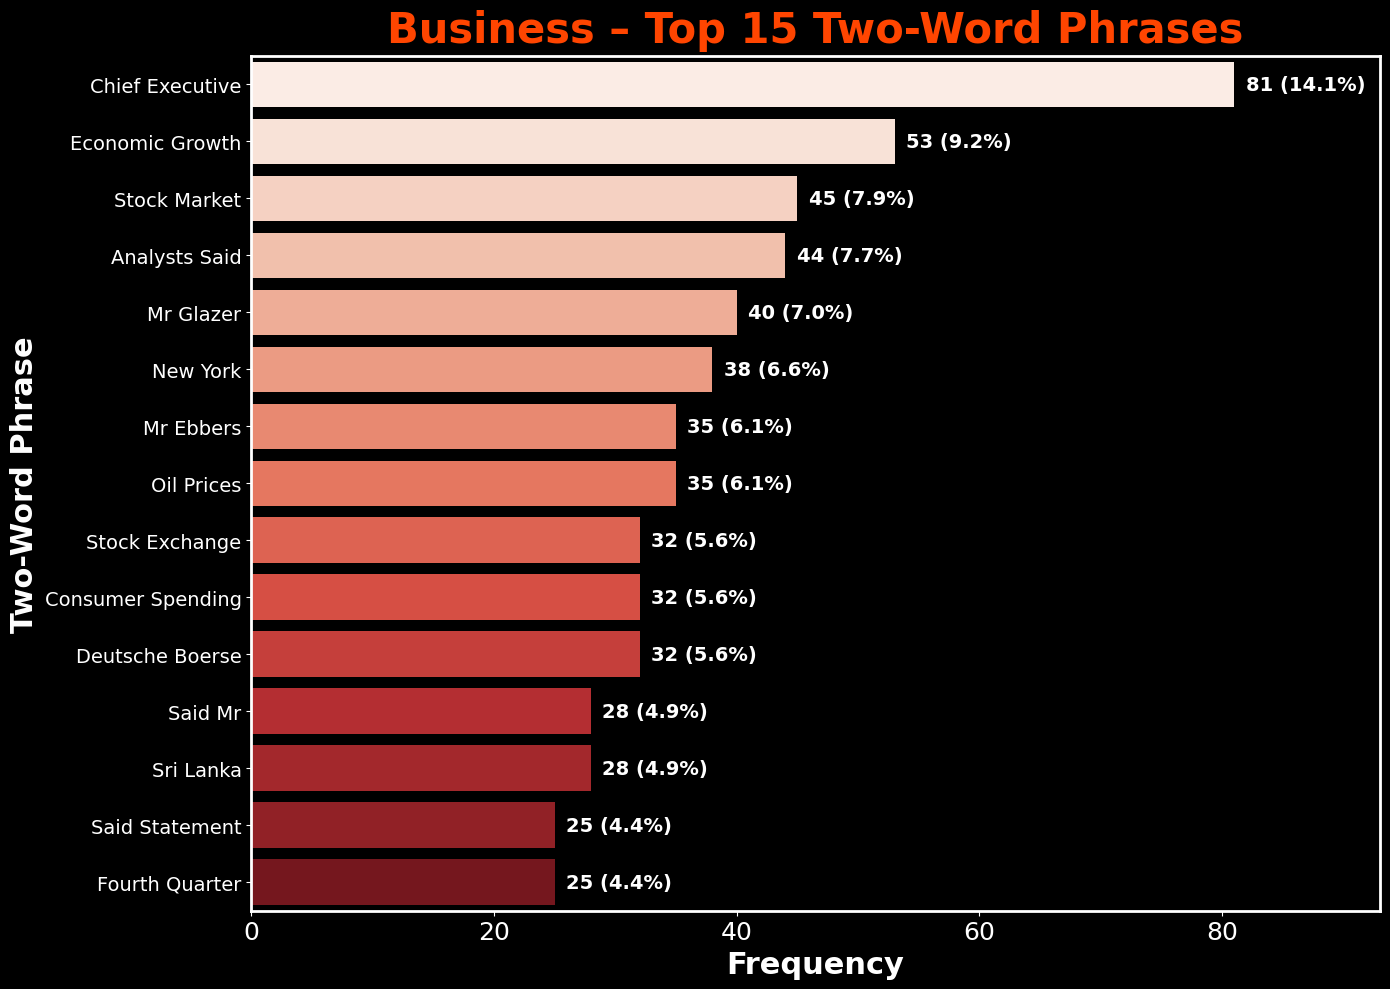 Business – Top 15 Two-Word Phrases
Two-Word Phrase
Chief Executive 81 (14.1%)
Economic Growth 53 (9.2%)
Stock Market 45 (7.9%)
Analysts Said 44 (7.7%)
Mr Glazer 40 (7.0%)
New York 38 (6.6%)
Mr Ebbers 35 (6.1%)
Oil Prices 35 (6.1%)
Stock Exchange 32 (5.6%)
Consumer Spending 32 (5.6%)
Deutsche Boerse 32 (5.6%)
Said Mr 28 (4.9%)
Sri Lanka 28 (4.9%)
Said Statement 25 (4.4%)
Fourth Quarter 25 (4.4%)
0 20 40 60 80
Frequency